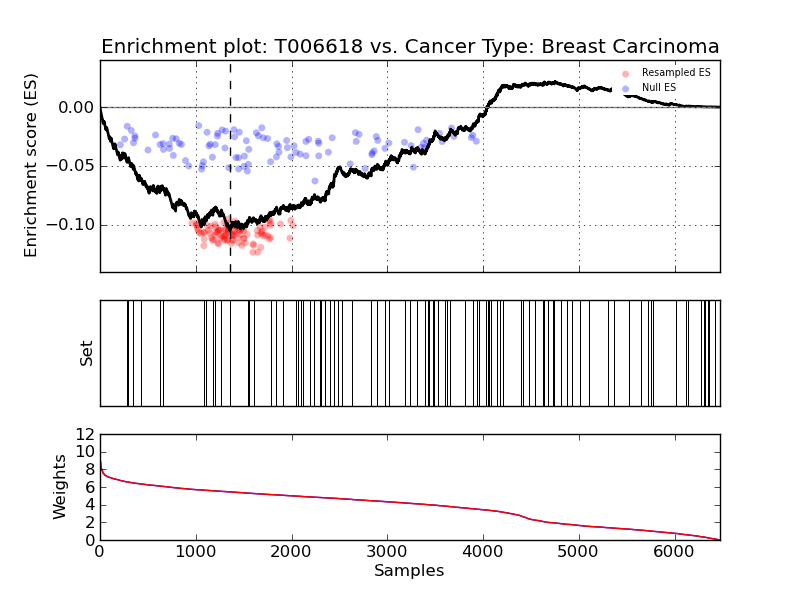 Enrichment plot: T006618 vs. Cancer Type: Breast Carcinoma
Enrichment score (ES)
0.00
−0.05
−0.10
Resampled ES
Null ES
Set
Weights
12
10
8
6
4
2
0
0 1000 2000 3000 4000 5000 6000
Samples